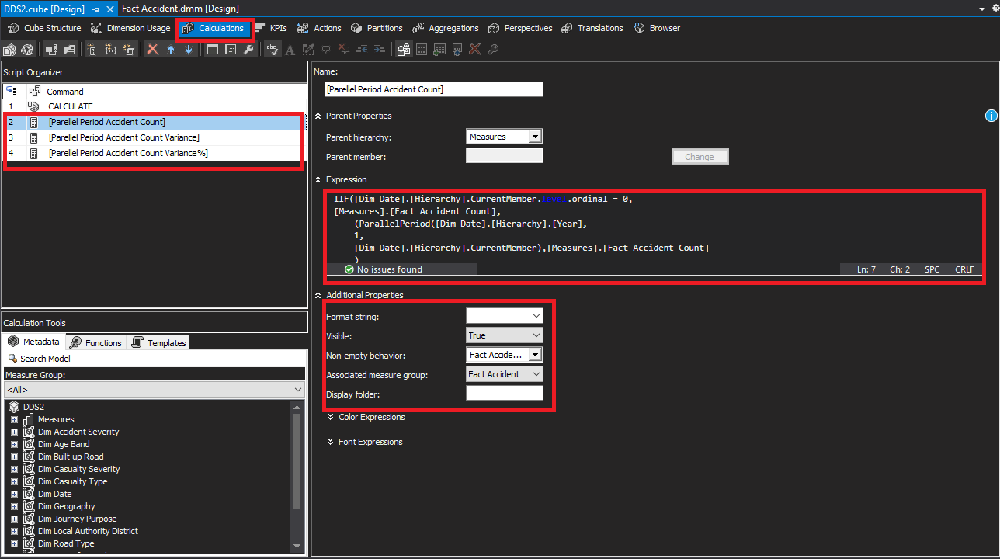 DDS2.cube [Design] Fact Accident.dmm [Design]
Cube Structure Dimension Usage Calculations KPIs Actions Partitions Aggregations Perspectives Translations Browser
Script Organizer
Command
1 CALCULATE
2 [Parellel Period Accident Count]
3 [Parellel Period Accident Count Variance]
4 [Parellel Period Accident Count Variance%]
Calculation Tools
Metadata Functions Templates
Search Model
Measure Group:
<All>
DDS2
Measures
Dim Accident Severity
Dim Age Band
Dim Built-up Road
Dim Casualty Severity
Dim Casualty Type
Dim Date
Dim Geography
Dim Journey Purpose
Dim Local Authority District
Dim Road Type
Name:
[Parellel Period Accident Count]
Parent Properties
Parent hierarchy: Measures
Parent member: Change
Expression
IIF([Dim Date].[Hierarchy].CurrentMember.level.ordinal = 0,
[Measures].[Fact Accident Count],
(ParallelPeriod([Dim Date].[Hierarchy].[Year],
1,
[Dim Date].[Hierarchy].CurrentMember),[Measures].[Fact Accident Count]
)
No issues found Ln: 7 Ch: 2 SPC CRLF
Additional Properties
Format string:
Visible: True
Non-empty behavior: Fact Accide...
Associated measure group: Fact Accident
Display folder:
Color Expressions
Font Expressions